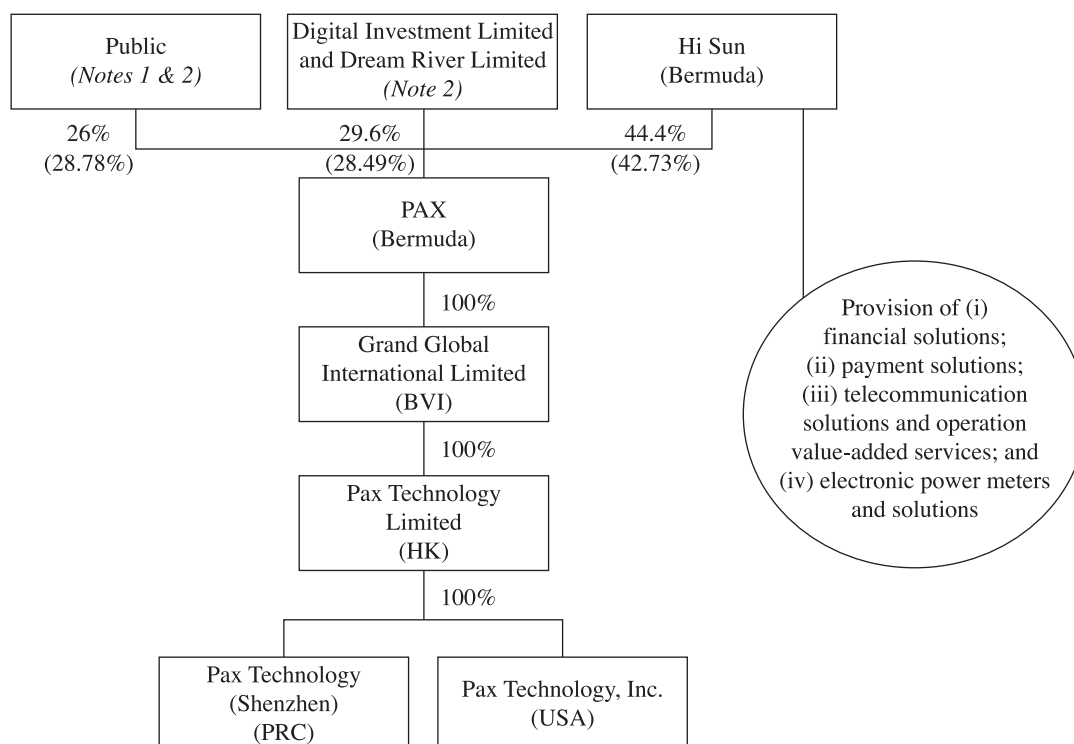 Public
(Notes 1 & 2)
Digital Investment Limited
and Dream River Limited
(Note 2)
Hi Sun
(Bermuda)
26%
(28.78%)
29.6%
(28.49%)
44.4%
(42.73%)
PAX
(Bermuda)
100%
Grand Global
International Limited
(BVI)
100%
Pax Technology
Limited
(HK)
100%
Pax Technology
(Shenzhen)
(PRC)
Pax Technology, Inc.
(USA)
Provision of (i)
financial solutions;
(ii) payment solutions;
(iii) telecommunication
solutions and operation
value-added services; and
(iv) electronic power meters
and solutions